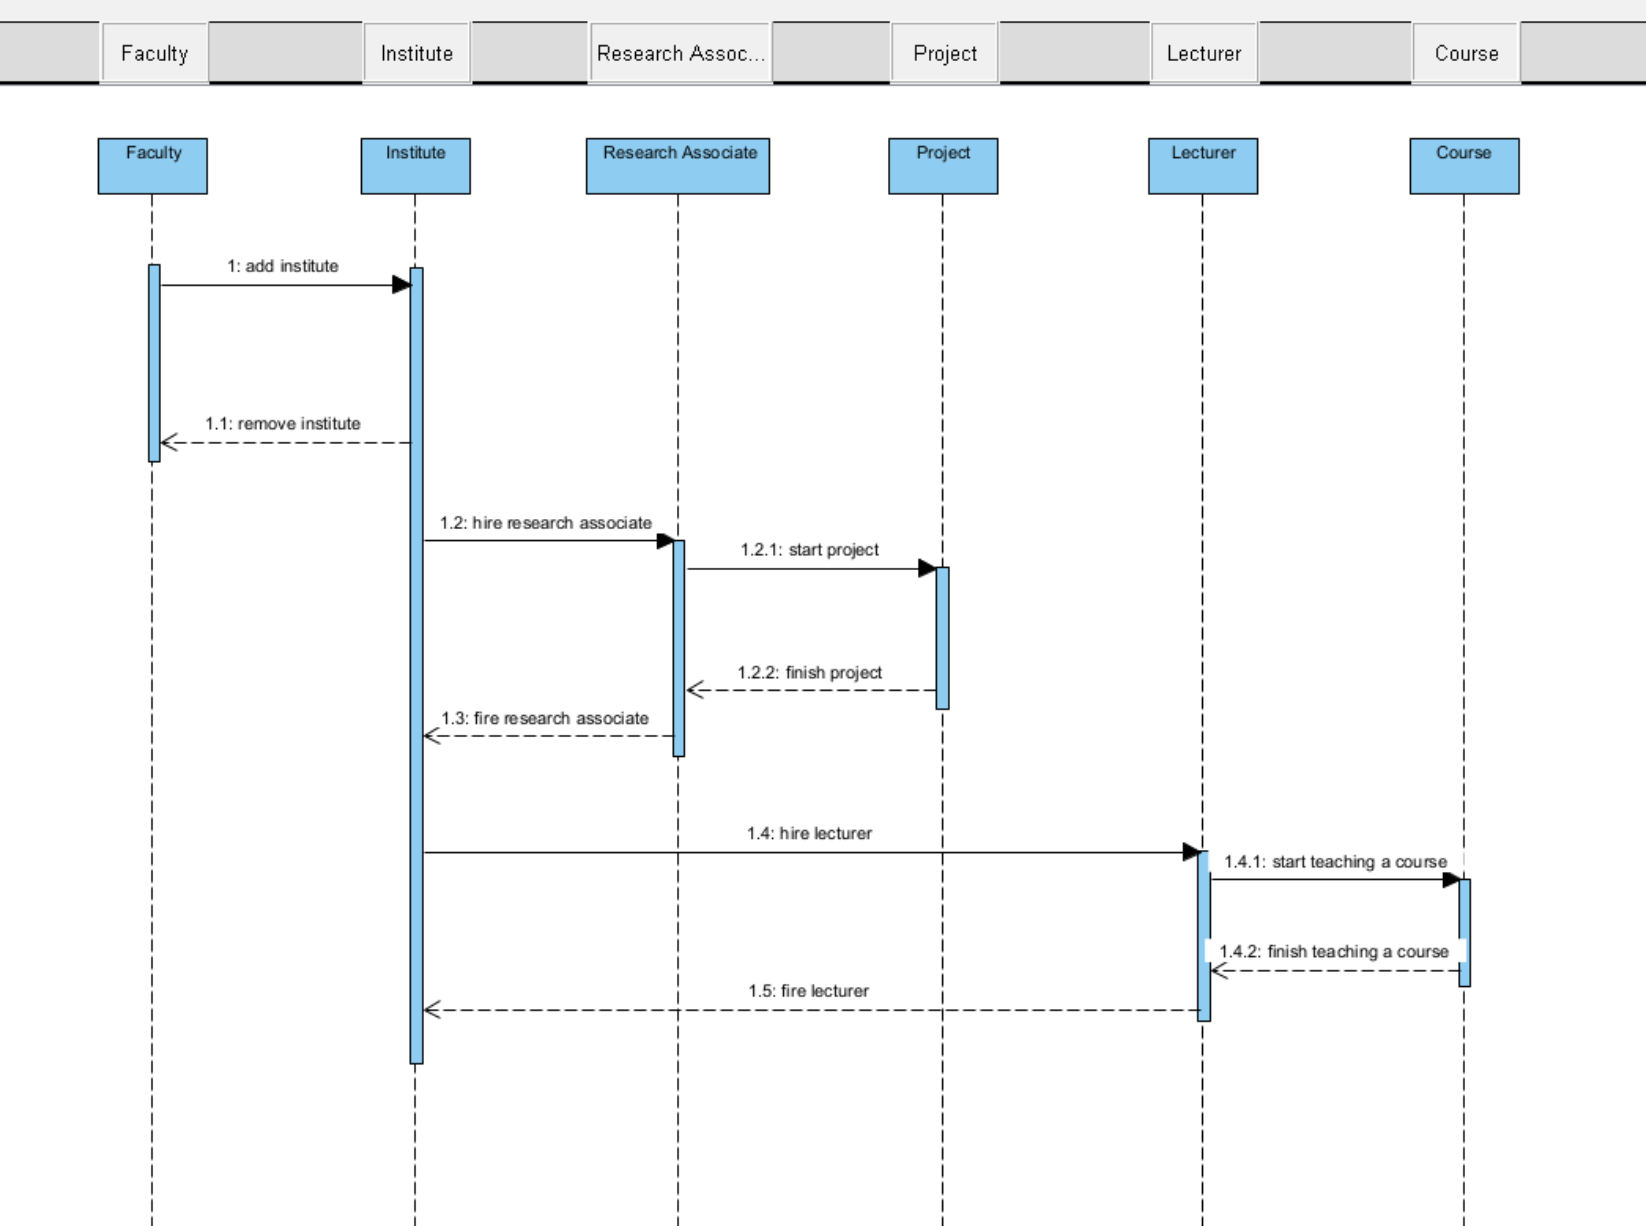 Faculty
Institute
Research Assoc...
Project
Lecturer
Course
Faculty
Institute
Research Associate
Project
Lecturer
Course
1: add institute
1.1: remove institute
1.2: hire research associate
1.2.1: start project
1.2.2: finish project
1.3: fire research associate
1.4: hire lecturer
1.4.1: start teaching a course
1.4.2: finish teaching a course
1.5: fire lecturer